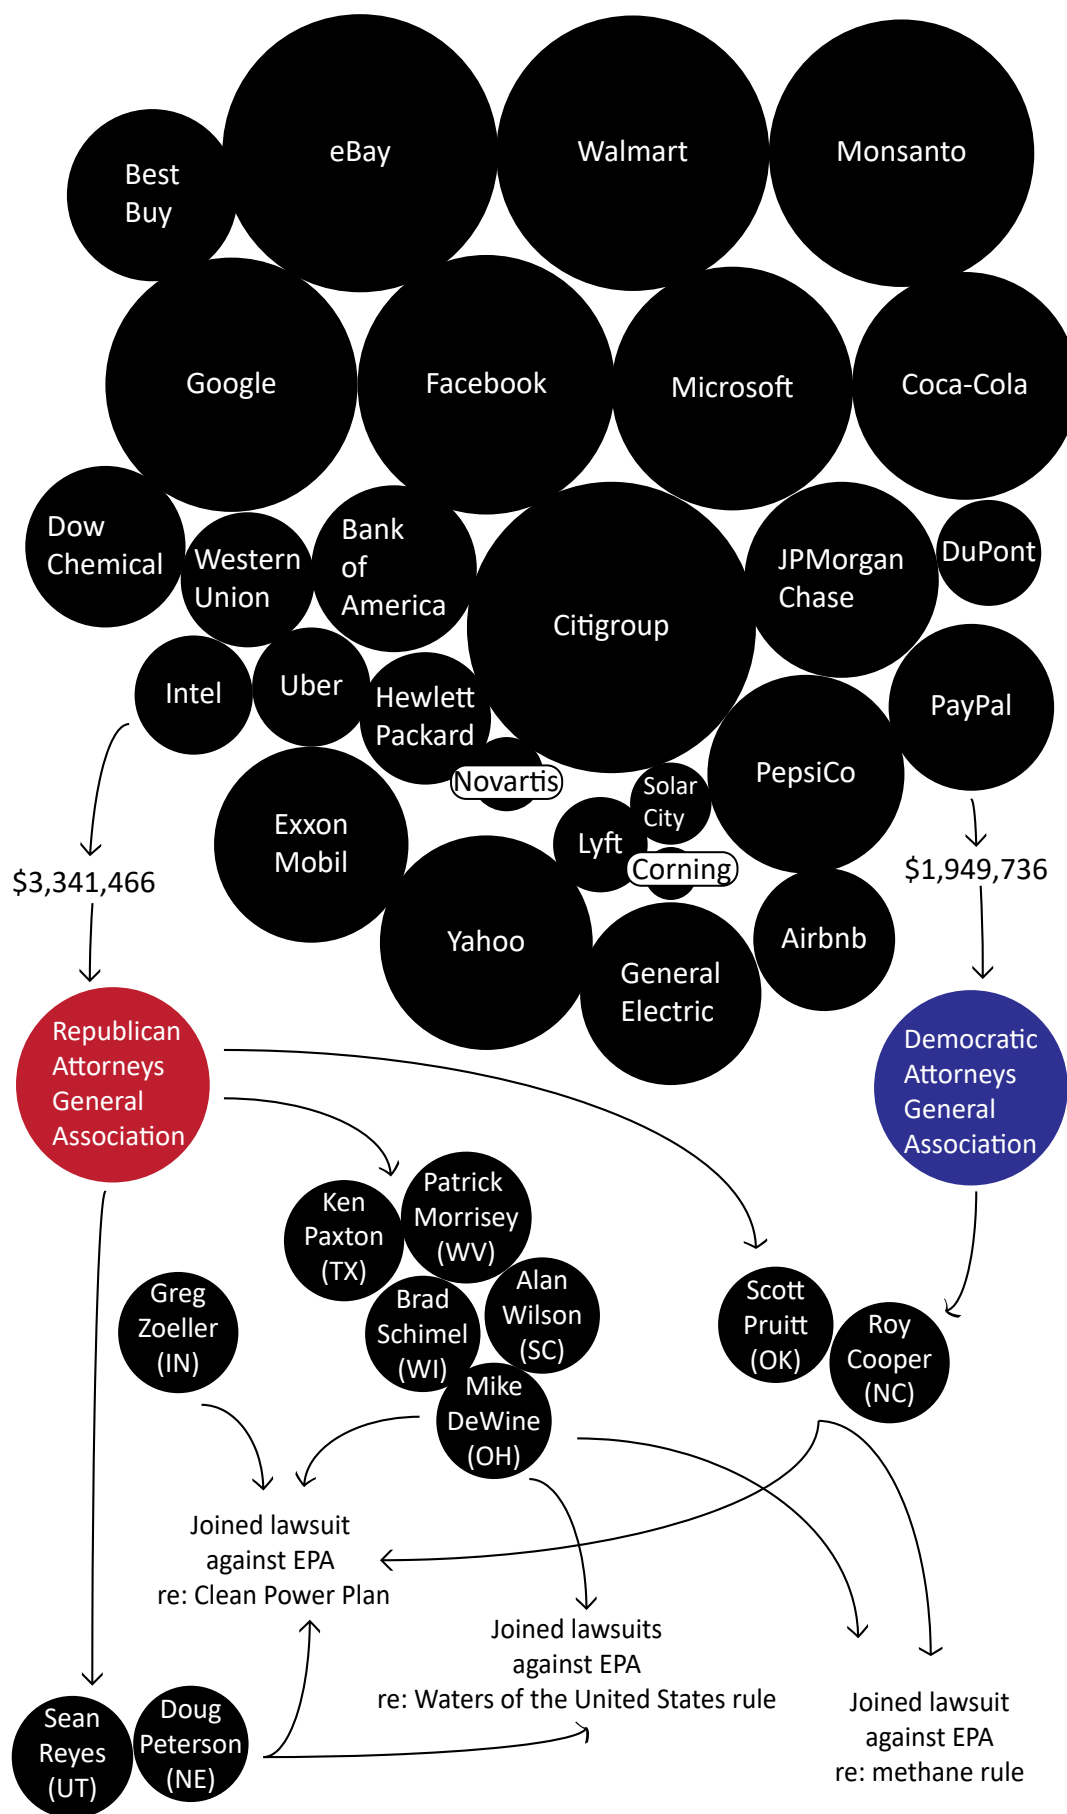 eBay
Walmart
Monsanto
Best
Buy
Google
Facebook
Microsoft
Coca-Cola
Dow
Chemical
Western
Union
Bank
of
America
Citigroup
JPMorgan
Chase
DuPont
Intel
Uber
Hewlett
Packard
PayPal
Novartis
Solar
City
PepsiCo
Exxon
Mobil
Lyft
Corning
$3,341,466
$1,949,736
Yahoo
General
Electric
Airbnb
Republican
Attorneys
General
Association
Democratic
Attorneys
General
Association
Ken
Paxton
(TX)
Patrick
Morrisey
(WV)
Greg
Zoeller
(IN)
Brad
Schimel
(WI)
Alan
Wilson
(SC)
Scott
Pruitt
(OK)
Roy
Cooper
(NC)
Mike
DeWine
(OH)
Joined lawsuit
against EPA
re: Clean Power Plan
Joined lawsuits
against EPA
re: Waters of the United States rule
Joined lawsuit
against EPA
re: methane rule
Sean
Reyes
(UT)
Doug
Peterson
(NE)